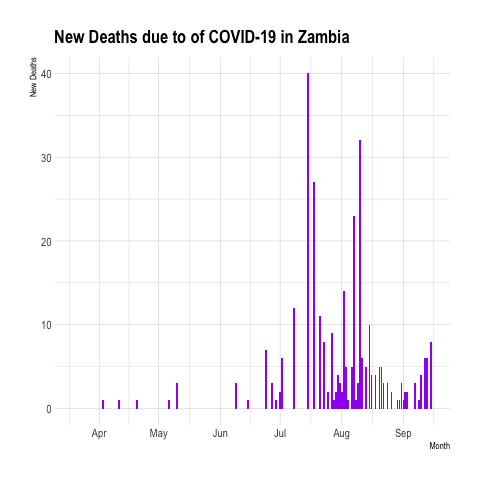 New Deaths due to of COVID-19 in Zambia
New Deaths
40
30
20
10
0
Apr May Jun Jul Aug Sep
Month